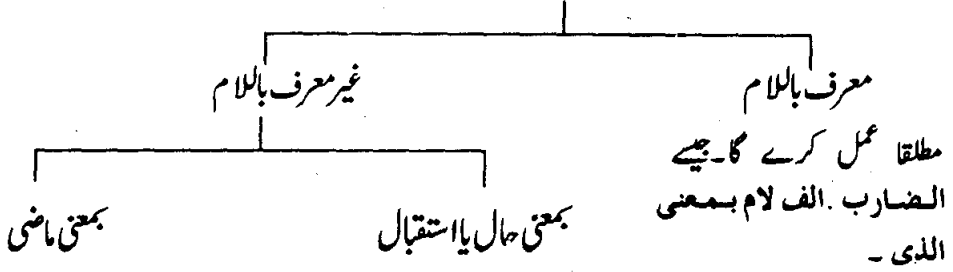 معرف باللام
غیر معرف باللام
مطلقا عمل کرے گا۔ جیسے
الضارب . الف لام بمعنی
الذی ۔
بمعنی حال یا استقبال
بمعنی ماضی